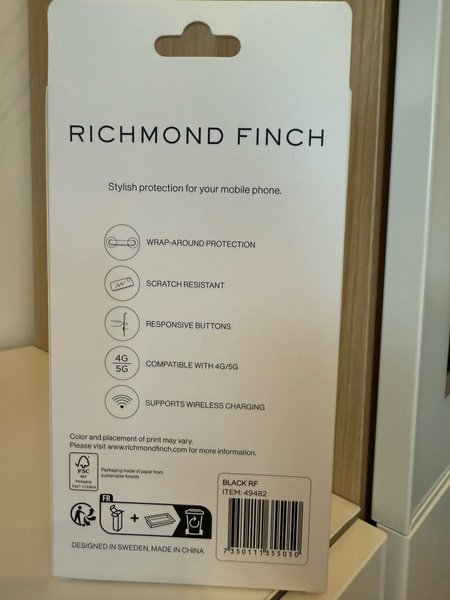 RICHMOND FINCH
Stylish protection for your mobile phone.
WRAP-AROUND PROTECTION
SCRATCH RESISTANT
RESPONSIVE BUTTONS
4G
5G
COMPATIBLE WITH 4G/5G
SUPPORTS WIRELESS CHARGING
Color and placement of print may vary.
Please visit www.richmondfinch.com for more information.
FSC
MIX
Packaging
Packaging made of paper from
sustainable forests
FR
+
BLACK RF
ITEM: 49482
7350111355050
DESIGNED IN SWEDEN, MADE IN CHINA